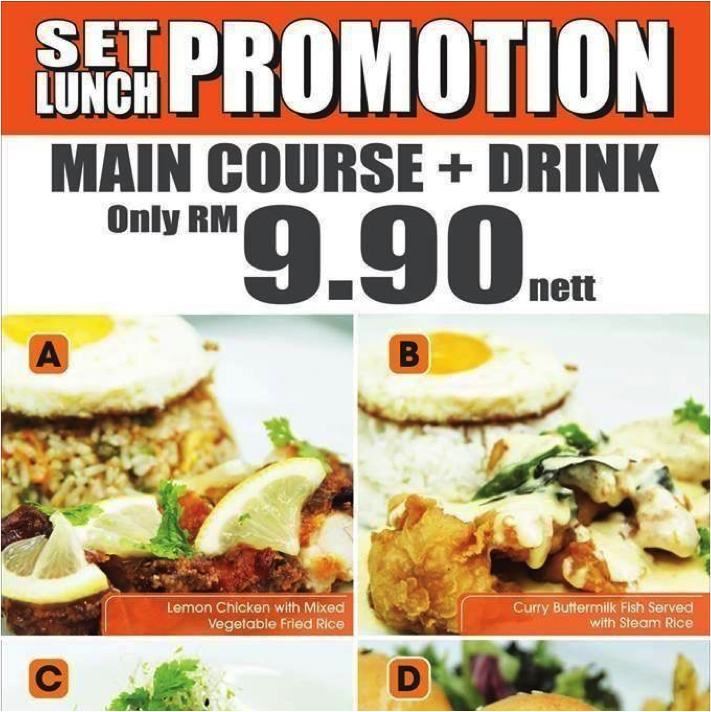 SET
LUNCH
PROMOTION
MAIN COURSE + DRINK
Only RM
9.90
nett
A
B
Lemon Chicken with Mixed
Vegetable Fried Rice
Curry Buttermilk Fish Served
with Steam Rice
C
D